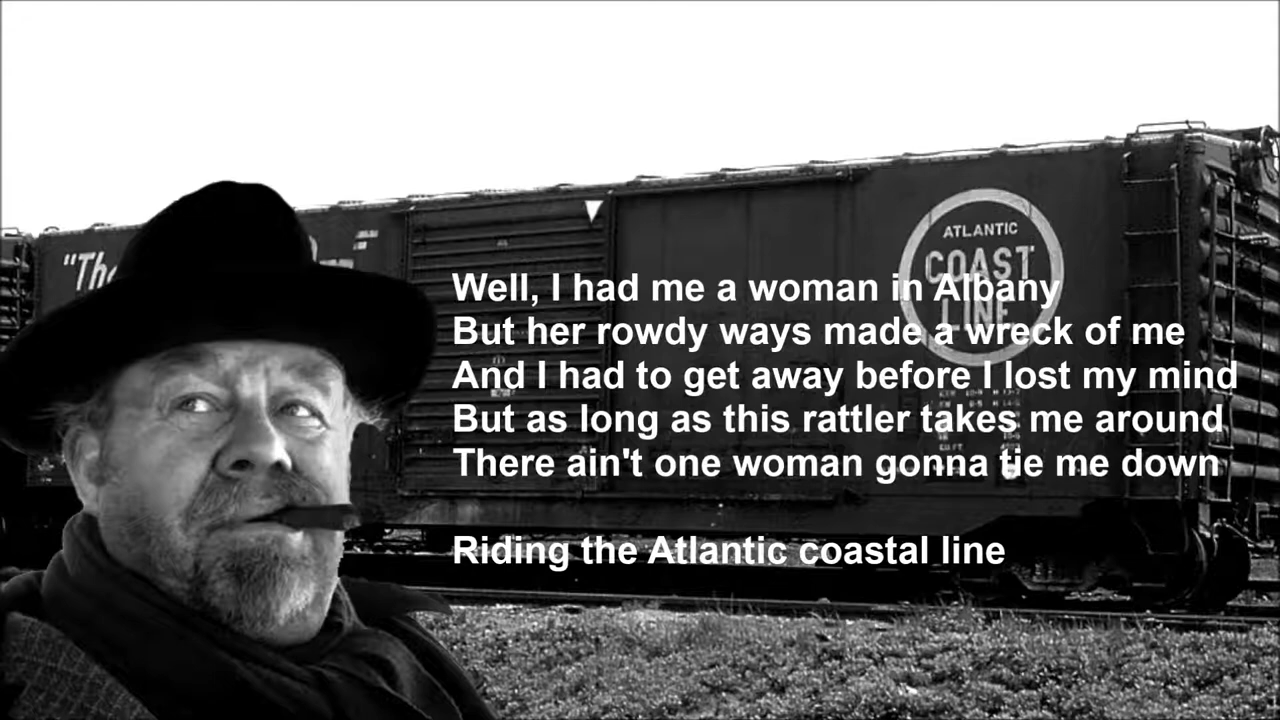 "The
ATLANTIC
COAST
LINE
Well, I had me a woman in Albany
But her rowdy ways made a wreck of me
And I had to get away before I lost my mind
But as long as this rattler takes me around
There ain't one woman gonna tie me down
Riding the Atlantic coastal line